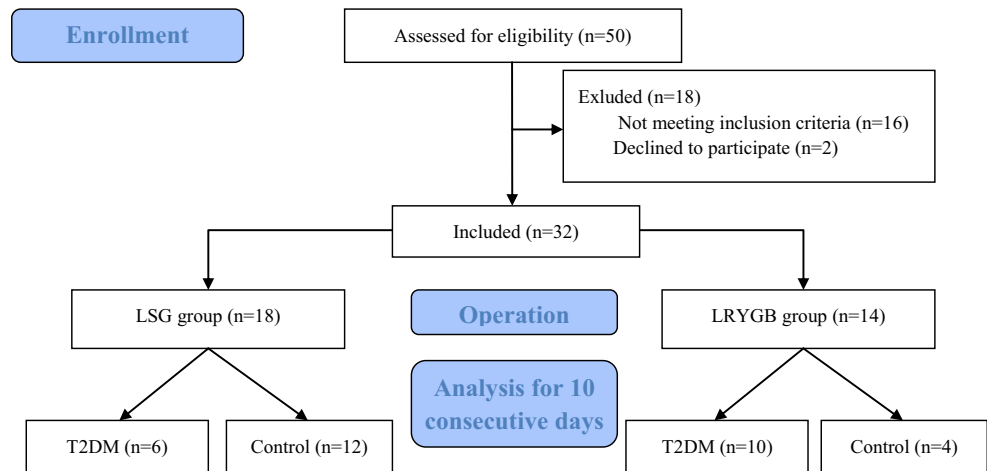 Enrollment
Assessed for eligibility (n=50)
Exluded (n=18)
Not meeting inclusion criteria (n=16)
Declined to participate (n=2)
Included (n=32)
LSG group (n=18)
Operation
LRYGB group (n=14)
Analysis for 10
consecutive days
T2DM (n=6)
Control (n=12)
T2DM (n=10)
Control (n=4)